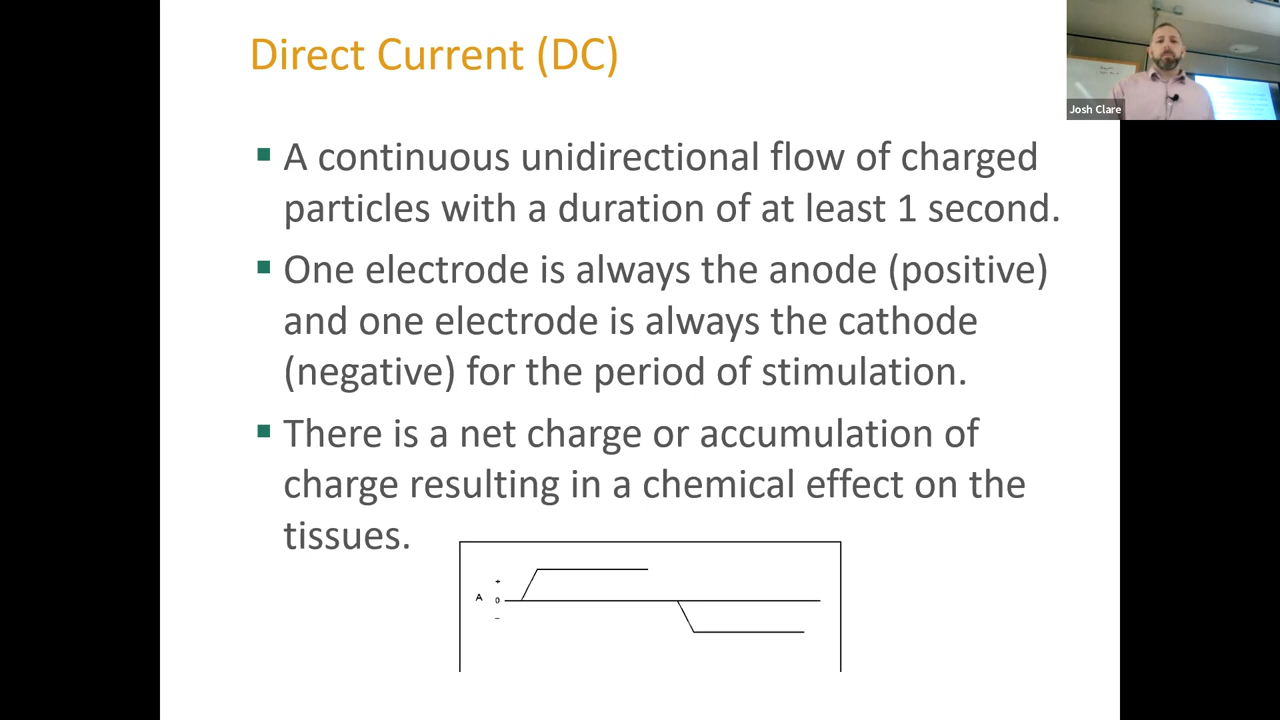 Direct Current (DC)
Josh Clare
▪ A continuous unidirectional flow of charged
particles with a duration of at least 1 second.
▪ One electrode is always the anode (positive)
and one electrode is always the cathode
(negative) for the period of stimulation.
▪ There is a net charge or accumulation of
charge resulting in a chemical effect on the
tissues.
+
A 0
–